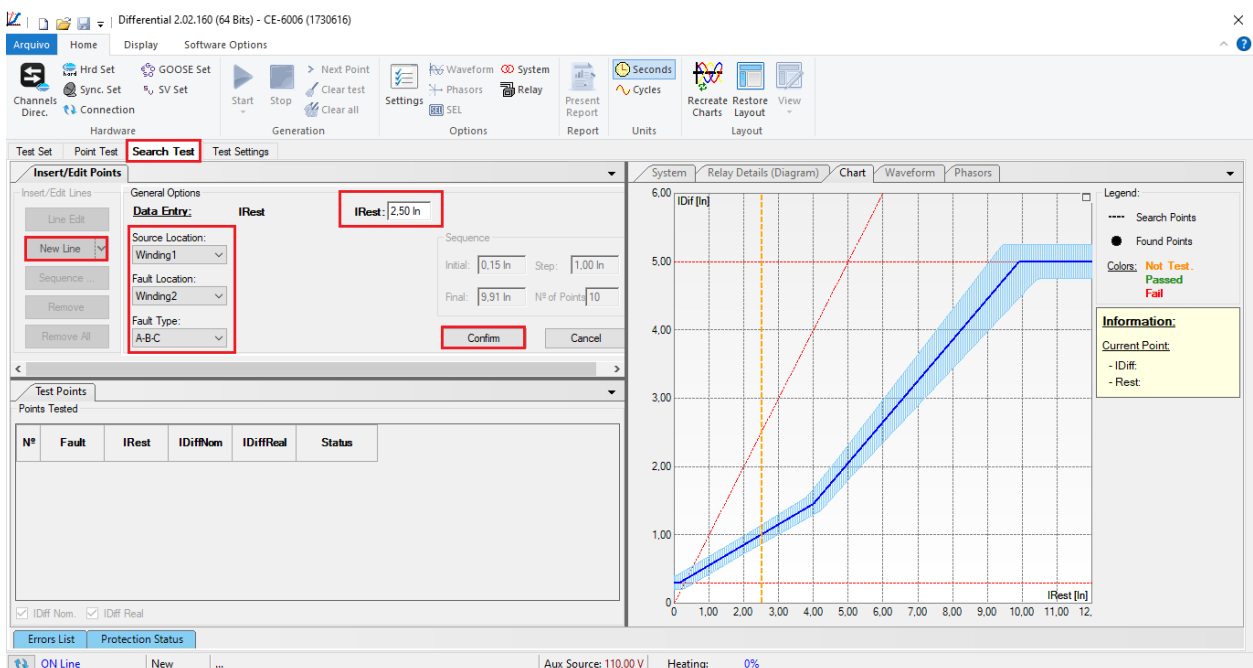 Differential 2.02.160 (64 Bits) - CE-6006 (1730616)
Arquivo Home Display Software Options
Channels Direc.
Hrd Set
Sync. Set
Connection
GOOSE Set
SV Set
Hardware
Start
Stop
Next Point
Clear test
Clear all
Generation
Settings
Waveform
Phasors
SEL
System
Relay
Options
Present Report
Report
Seconds
Cycles
Units
Recreate Charts
Restore Layout
View
Layout
Test Set Point Test Search Test Test Settings
Insert/Edit Points
Insert/Edit Lines
Line Edit
New Line
Sequence ...
Remove
Remove All
General Options
Data Entry: IRest IRest: 2,50 In
Source Location:
Winding1
Fault Location:
Winding2
Fault Type:
A-B-C
Sequence
Initial: 0,15 In Step: 1,00 In
Final: 9,91 In Nº of Points 10
Confirm Cancel
Test Points
Points Tested
Nº Fault IRest IDiffNom IDiffReal Status
IDiff Nom. IDiff Real
System Relay Details (Diagram) Chart Waveform Phasors
IDif [In]
6,00
5,00
4,00
3,00
2,00
1,00
0
IRest [In]
0 1,00 2,00 3,00 4,00 5,00 6,00 7,00 8,00 9,00 10,00 11,00 12,
Legend:
Search Points
Found Points
Colors: Not Test.
Passed
Fail
Information:
Current Point:
- IDiff:
- Rest:
Errors List Protection Status
ON Line New ... Aux Source: 110.00 V Heating: 0%